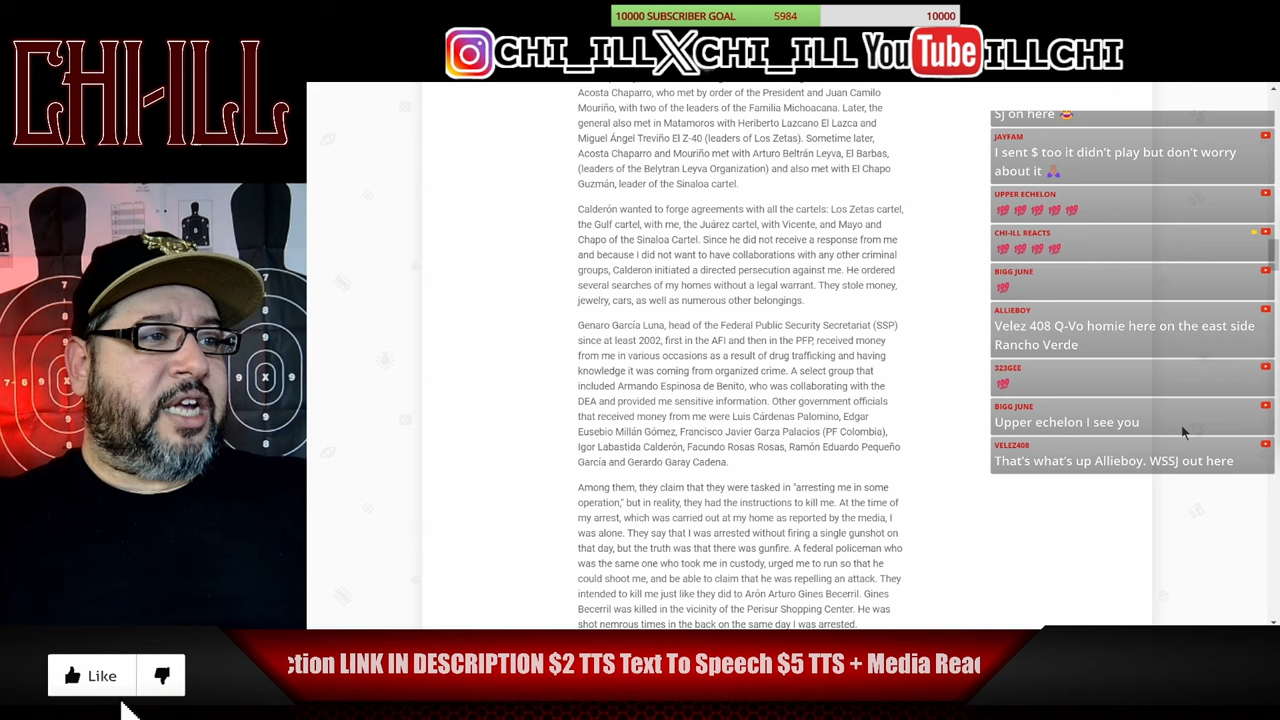 10000 SUBSCRIBER GOAL 5984 10000
CHI-ILL
CHI_ILL CHI_ILL YouTube ILLCHI
Acosta Chaparro, who met by order of the President and Juan Camilo
Mouriño, with two of the leaders of the Familia Michoacana. Later, the
general also met in Matamoros with Heriberto Lazcano El Lazca and
Miguel Ángel Treviño El Z-40 (leaders of Los Zetas). Sometime later,
Acosta Chaparro and Mouriño met with Arturo Beltrán Leyva, El Barbas,
(leaders of the Belytran Leyva Organization) and also met with El Chapo
Guzmán, leader of the Sinaloa cartel.
Calderón wanted to forge agreements with all the cartels: Los Zetas cartel,
the Gulf cartel, with me, the Juárez cartel, with Vicente, and Mayo and
Chapo of the Sinaloa Cartel. Since he did not receive a response from me
and because I did not want to have collaborations with any other criminal
groups, Calderon initiated a directed persecution against me. He ordered
several searches of my homes without a legal warrant. They stole money,
jewelry, cars, as well as numerous other belongings.
Genaro García Luna, head of the Federal Public Security Secretariat (SSP)
since at least 2002, first in the AFI and then in the PFP, received money
from me in various occasions as a result of drug trafficking and having
knowledge it was coming from organized crime. A select group that
included Armando Espinosa de Benito, who was collaborating with the
DEA and provided me sensitive information. Other government officials
that received money from me were Luis Cárdenas Palomino, Edgar
Eusebio Millán Gómez, Francisco Javier Garza Palacios (PF Colombia),
Igor Labastida Calderón, Facundo Rosas Rosas, Ramón Eduardo Pequeño
García and Gerardo Garay Cadena.
Among them, they claim that they were tasked in "arresting me in some
operation," but in reality, they had the instructions to kill me. At the time of
my arrest, which was carried out at my home as reported by the media, I
was alone. They say that I was arrested without firing a single gunshot on
that day, but the truth was that there was gunfire. A federal policeman who
was the same one who took me in custody, urged me to run so that he
could shoot me, and be able to claim that he was repelling an attack. They
intended to kill me just like they did to Arón Arturo Gines Becerril. Gines
Becerril was killed in the vicinity of the Perisur Shopping Center. He was
shot nemrous times in the back on the same day I was arrested.
Sj on here
JAYFAM
I sent $ too it didn't play but don't worry
about it
UPPER ECHELON
💯 💯 💯 💯 💯
CHI-ILL REACTS
💯 💯 💯 💯
BIGG JUNE
💯
ALLIEBOY
Velez 408 Q-Vo homie here on the east side
Rancho Verde
323GEE
💯
BIGG JUNE
Upper echelon I see you
VELEZ408
That's what's up Allieboy. WSSJ out here
7 8 9 X 9
7-8-9
Like
ction LINK IN DESCRIPTION $2 TTS Text To Speech $5 TTS + Media Reac